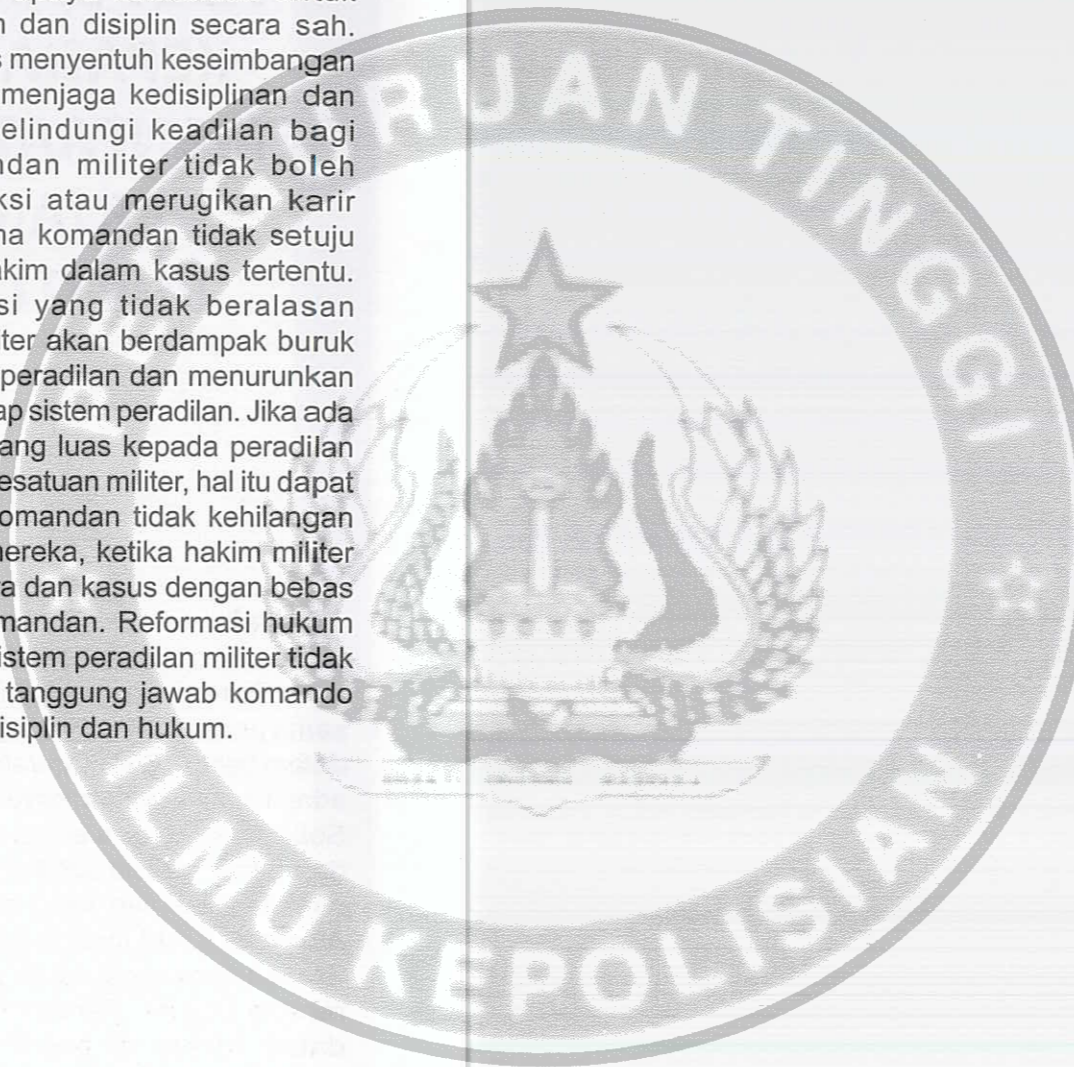 n dan disiplin secara sah.
s menyentuh keseimbangan
menjaga kedisiplinan dan
elindungi keadilan bagi
ndan militer tidak boleh
ksi atau merugikan karir
na komandan tidak setuju
akim dalam kasus tertentu.
si yang tidak beralasan
iter akan berdampak buruk
peradilan dan menurunkan
ap sistem peradilan. Jika ada
ang luas kepada peradilan
esatuan militer, hal itu dapat
omandan tidak kehilangan
mereka, ketika hakim militer
a dan kasus dengan bebas
mandan. Reformasi hukum
istem peradilan militer tidak
tanggung jawab komando
isiplin dan hukum.
PERGURUAN TINGGI
ILMU KEPOLISIAN